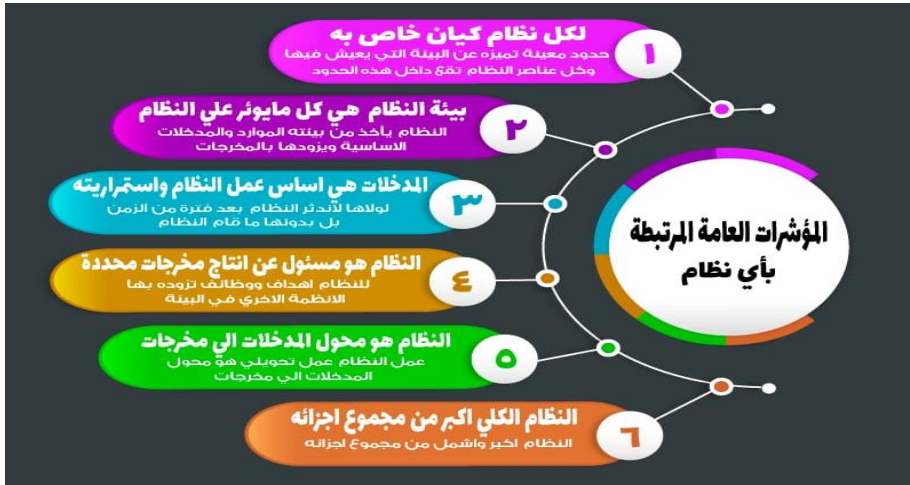 المؤشرات العامة المرتبطة
بأي نظام
١
لكل نظام كيان خاص به
حدود معينة تميزه عن البيئة التي يعيش فيها
وكل عناصر النظام تقع داخل هذه الحدود
٢
بيئة النظام هي كل مايوثر علي النظام
النظام يأخذ من بيئته الموارد والمدخلات
الاساسية ويزودها بالمخرجات
٣
المدخلات هي اساس عمل النظام واستمراريته
لولاها لأندثر النظام بعد فترة من الزمن
بل بدونها ما قام النظام
٤
النظام هو مسئول عن انتاج مخرجات محددة
للنظام اهداف ووظائف تزوده بها
الانظمة الاخري في البيئة
٥
النظام هو محول المدخلات الي مخرجات
عمل النظام عمل تحويلي هو محول
المدخلات الي مخرجات
٦
النظام الكلي اكبر من مجموع اجزائه
النظام اكبر واشمل من مجموع اجزائه